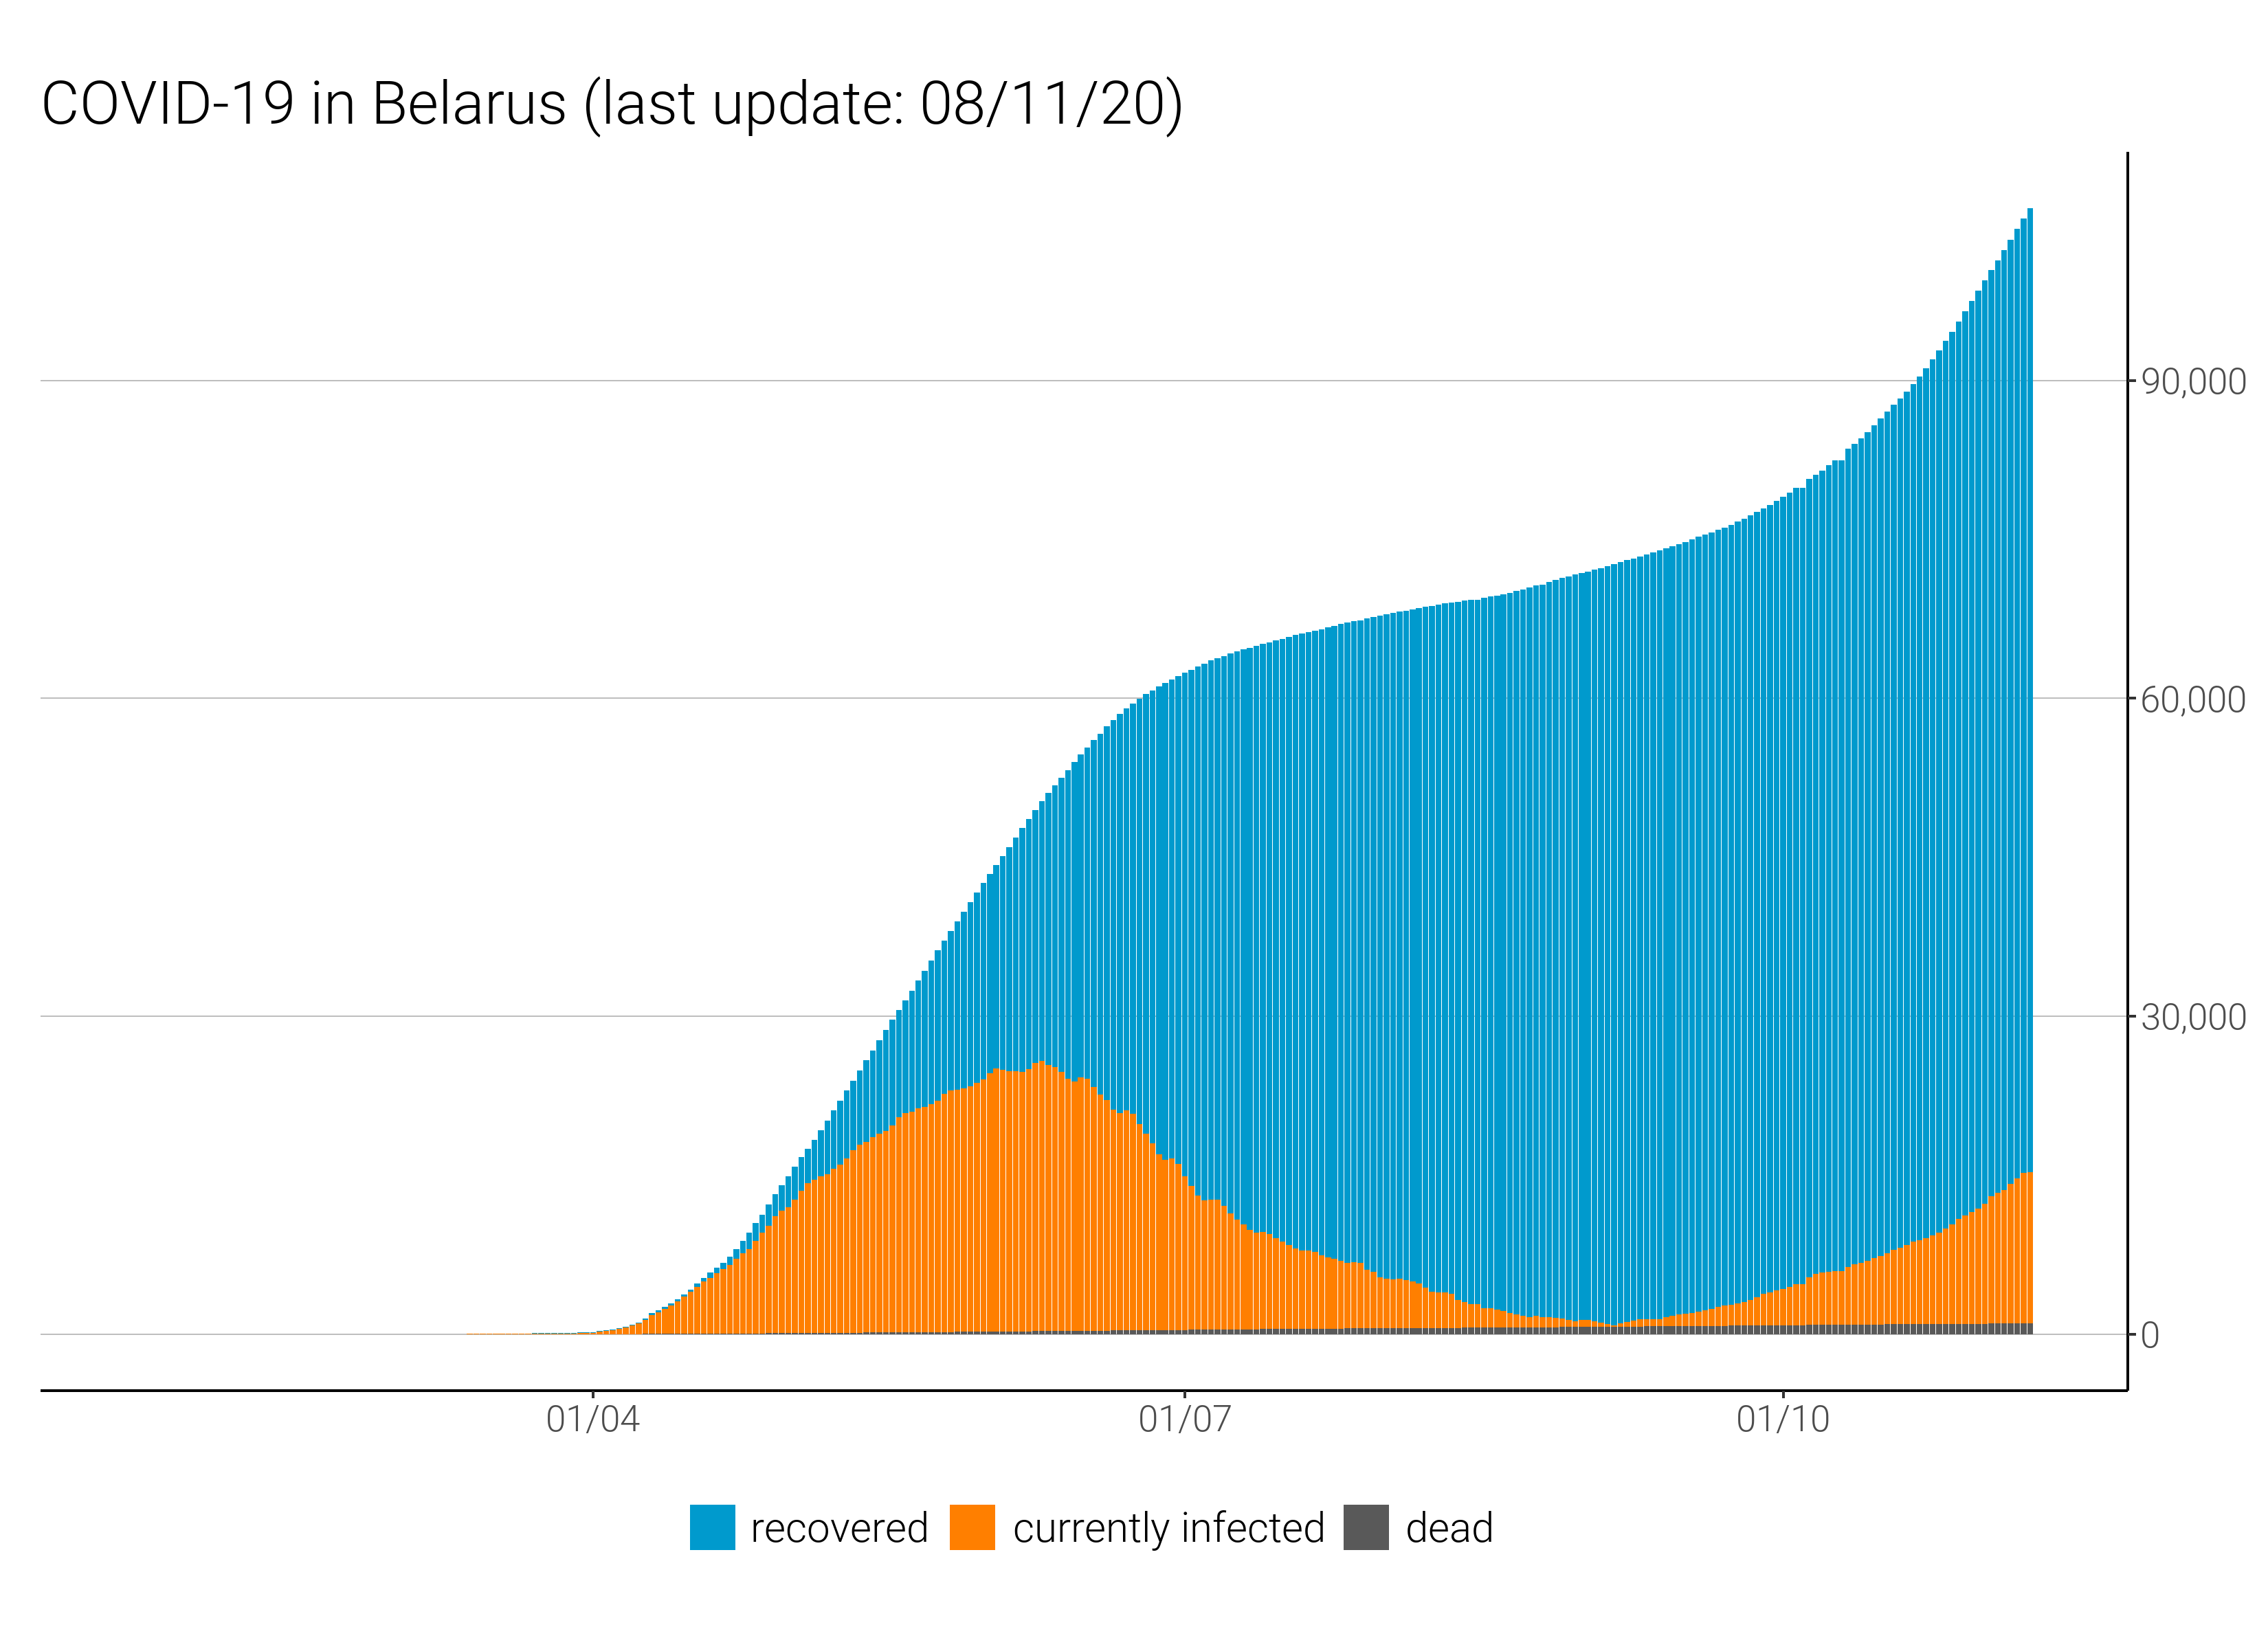 COVID-19 in Belarus (last update: 08/11/20)
90,000
60,000
30,000
0
01/04 01/07 01/10
recovered currently infected dead